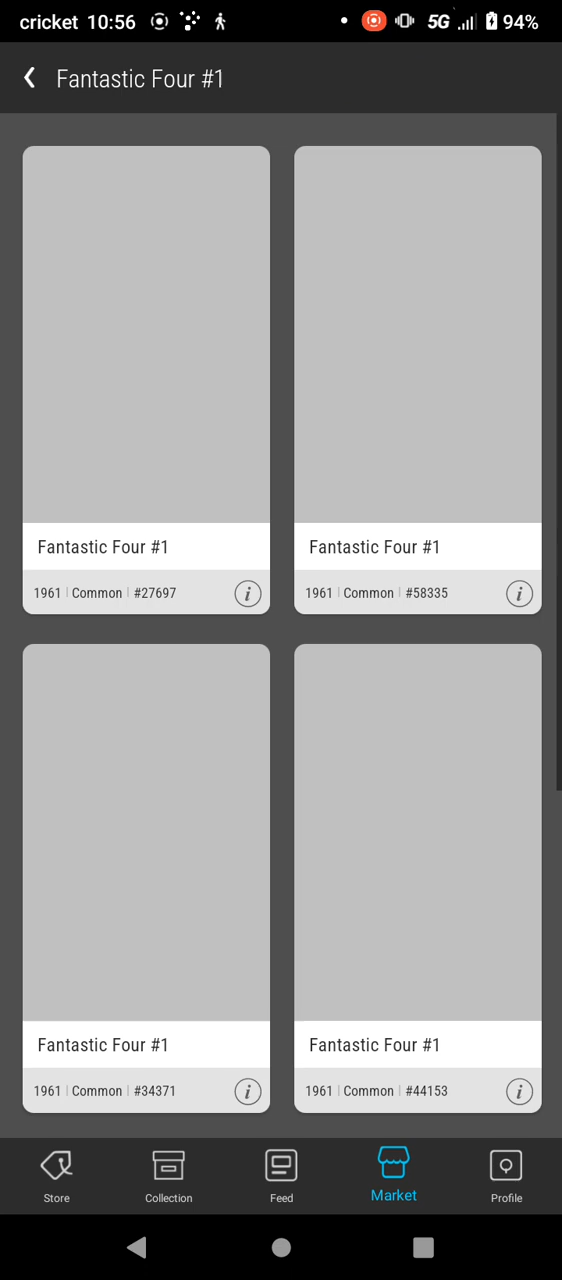 cricket 10:56 5G 94%
Fantastic Four #1
Fantastic Four #1 Fantastic Four #1
1961 | Common | #27697 i 1961 | Common | #58335 i
Fantastic Four #1 Fantastic Four #1
1961 | Common | #34371 i 1961 | Common | #44153 i
Store Collection Feed Market Profile